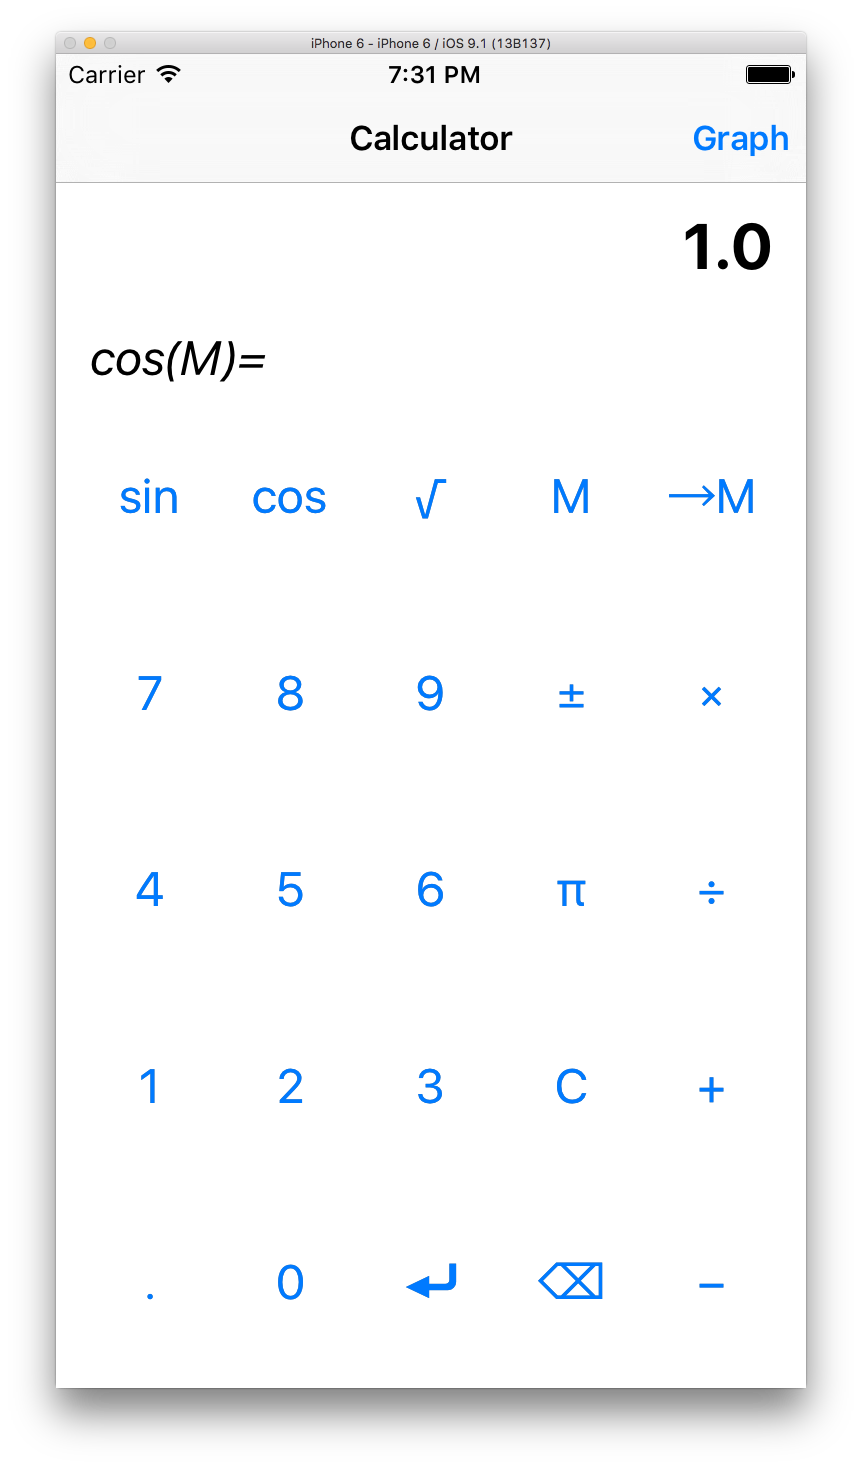 iPhone 6 - iPhone 6 / iOS 9.1 (13B137)
Carrier 7:31 PM
Calculator Graph
1.0
cos(M)=
sin cos √ M →M
7 8 9 ± ×
4 5 6 π ÷
1 2 3 C +
. 0 ↵ ⌫ −